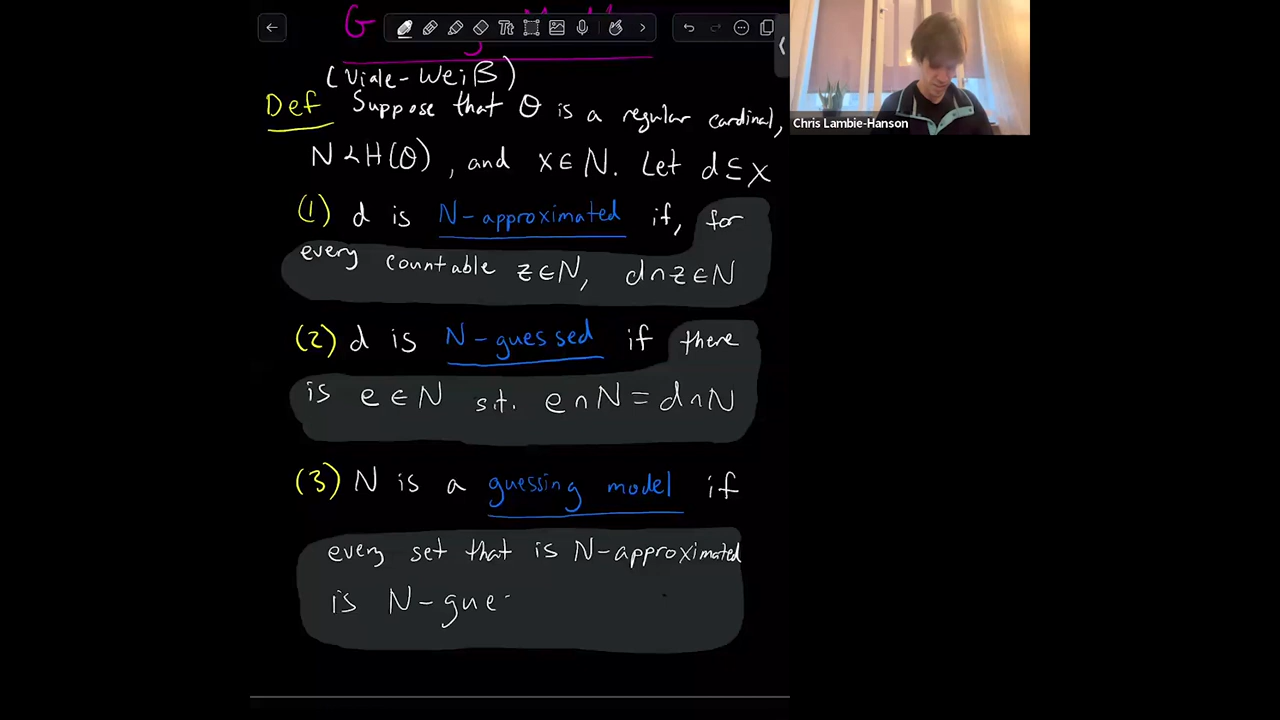 (Viale-Weiß)
Def Suppose that θ is a regular cardinal,
N ≺ H(θ), and x ∈ N. Let d ⊆ x
(1) d is N-approximated if, for
every countable z ∈ N, d ∩ z ∈ N
(2) d is N-guessed if there
is e ∈ N s.t. e ∩ N = d ∩ N
(3) N is a guessing model if
every set that is N-approximated
is N-gue
Chris Lambie-Hanson